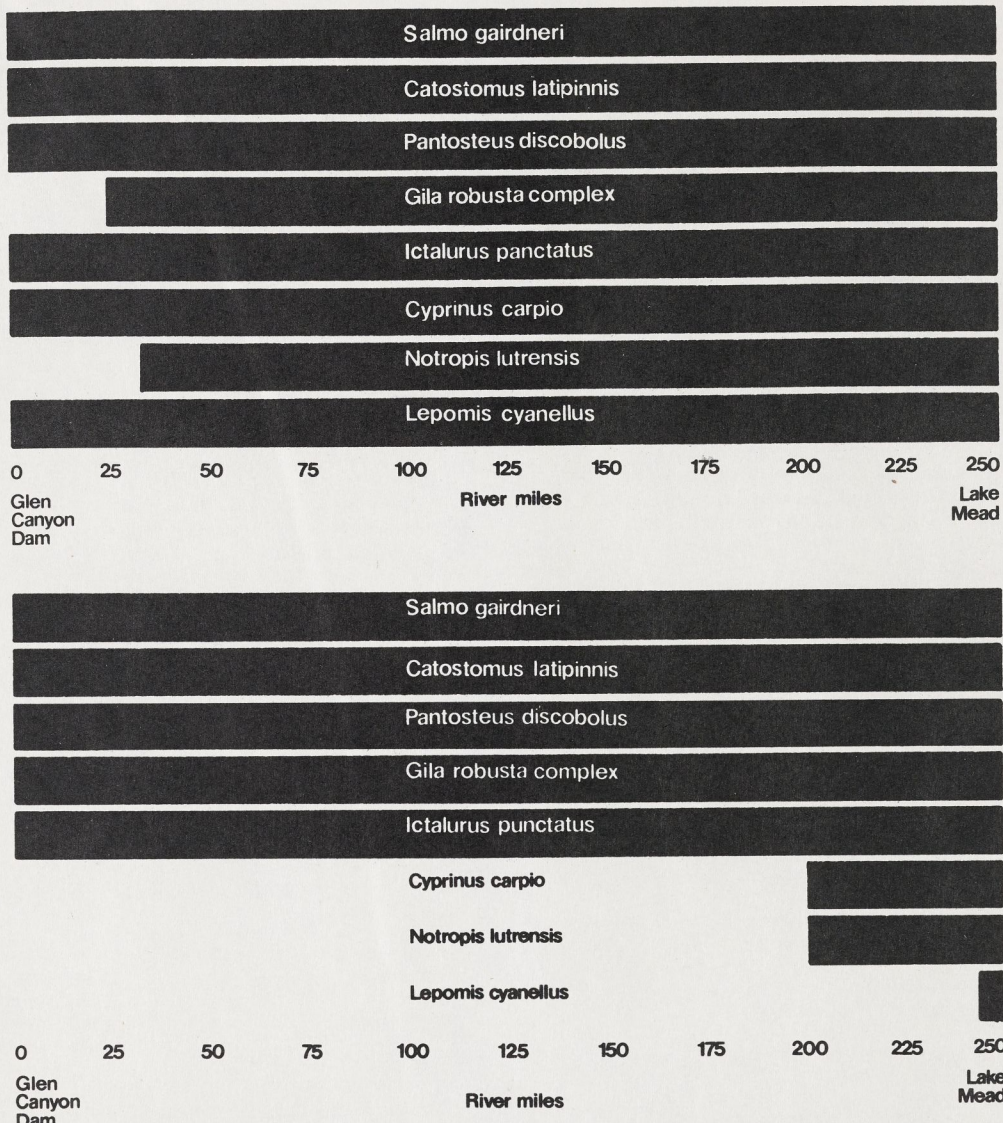 Salmo gairdneri
Catostomus latipinnis
Pantosteus discobolus
Gila robusta complex
Ictalurus panctatus
Cyprinus carpio
Notropis lutrensis
Lepomis cyanellus
0 25 50 75 100 125 150 175 200 225 250
Glen Canyon Dam River miles Lake Mead
Salmo gairdneri
Catostomus latipinnis
Pantosteus discobolus
Gila robusta complex
Ictalurus punctatus
Cyprinus carpio
Notropis lutrensis
Lepomis cyanellus
0 25 50 75 100 125 150 175 200 225 250
Glen Canyon Dam River miles Lake Mead